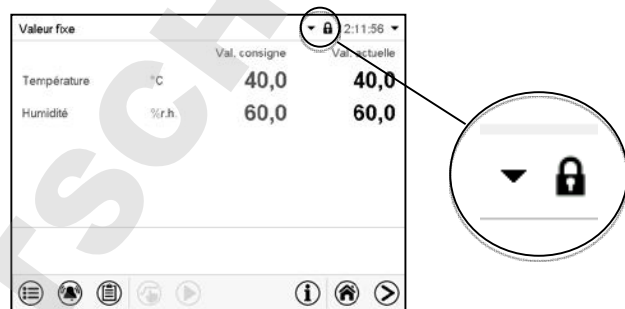 Valeur fixe 2:11:56
Val. consigne Val. actuelle
Température °C 40,0 40,0
Humidité %r.h. 60,0 60,0